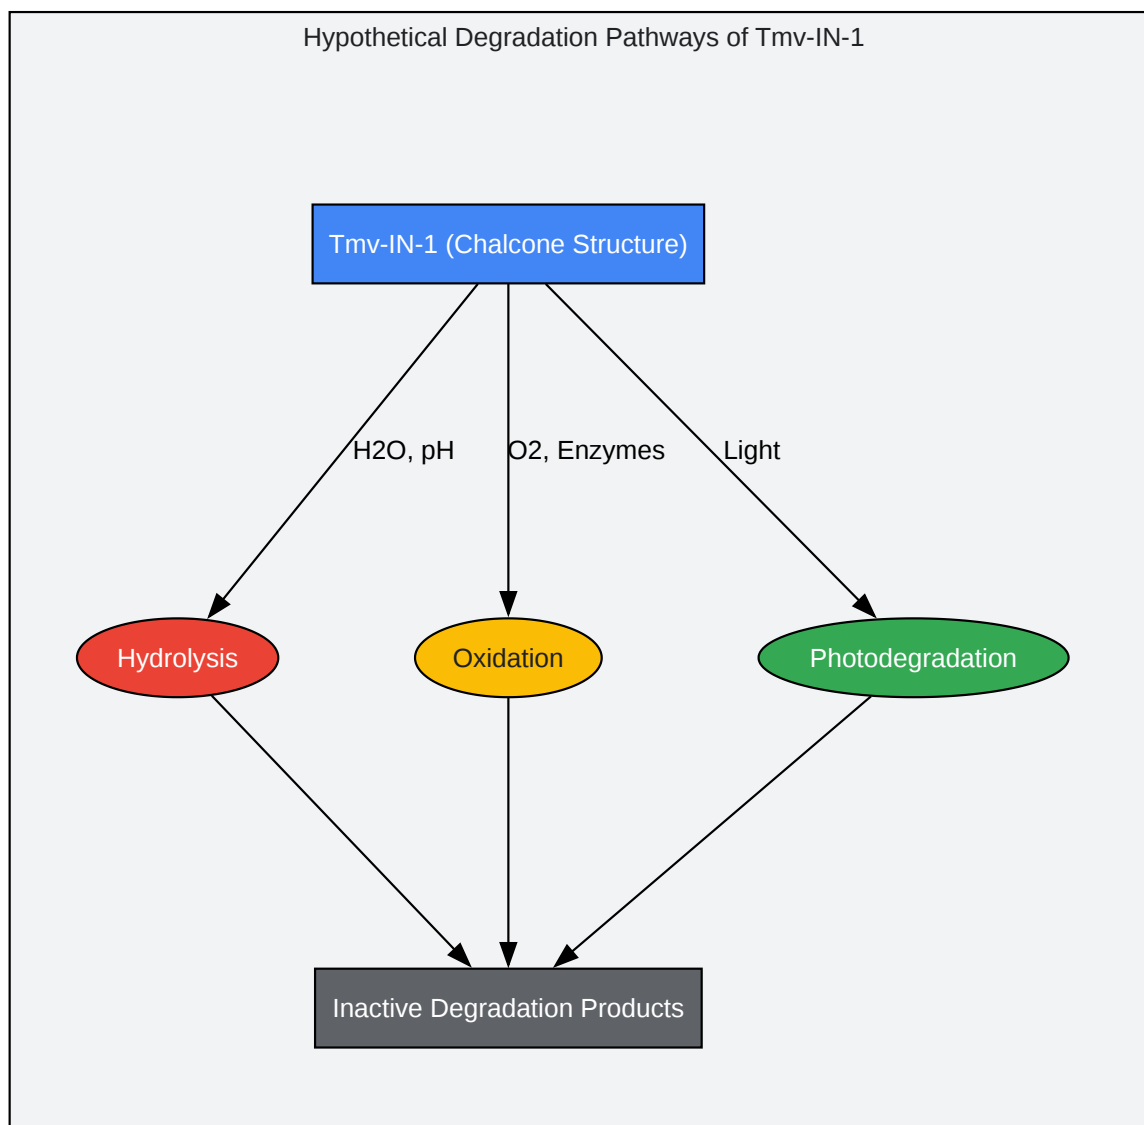 Hypothetical Degradation Pathways of Tmv-IN-1
Tmv-IN-1 (Chalcone Structure)
H2O, pH
O2, Enzymes
Light
Hydrolysis
Oxidation
Photodegradation
Inactive Degradation Products